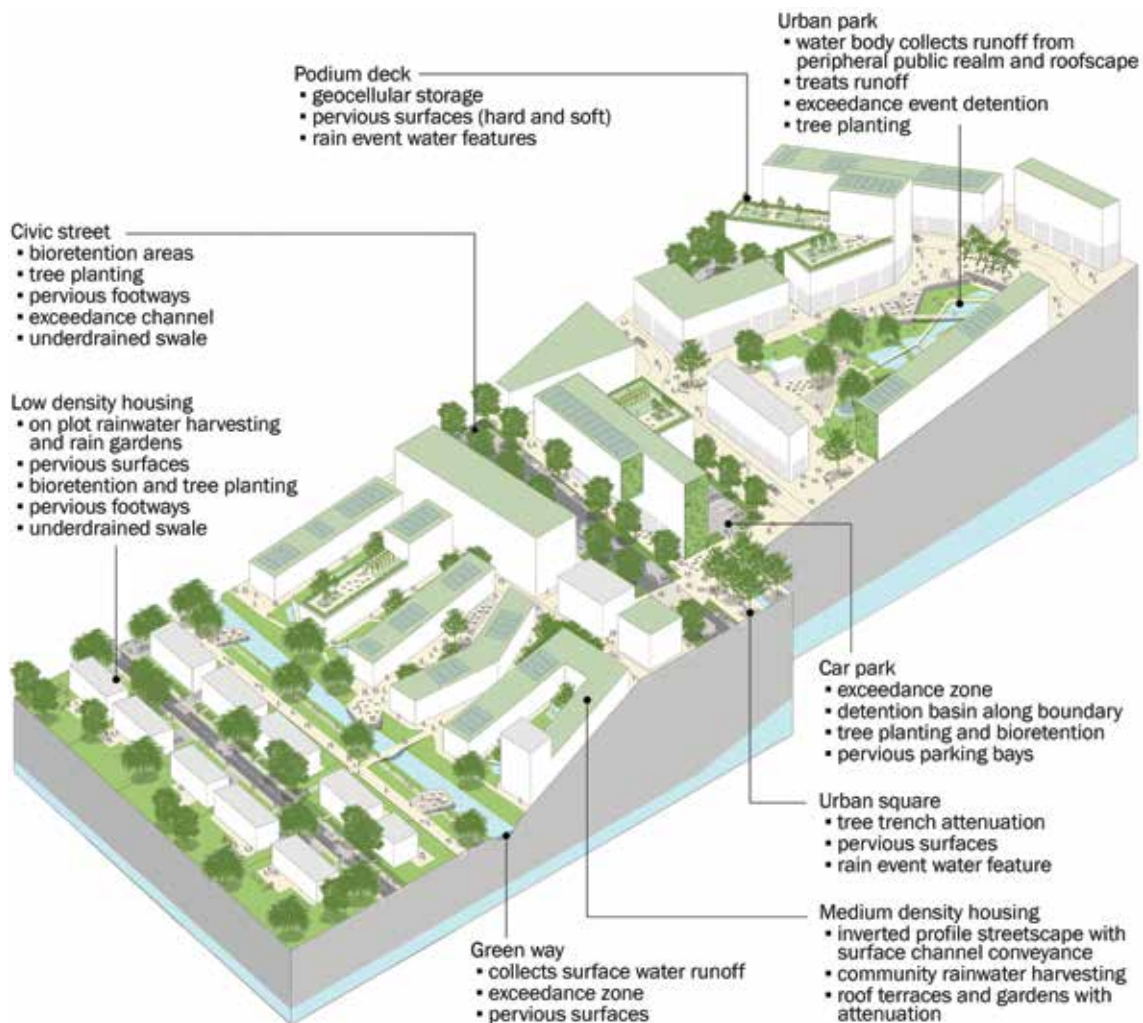 Urban park
▪ water body collects runoff from
peripheral public realm and roofscape
▪ treats runoff
▪ exceedance event detention
▪ tree planting
Podium deck
▪ geocellular storage
▪ pervious surfaces (hard and soft)
▪ rain event water features
Civic street
▪ bioretention areas
▪ tree planting
▪ pervious footways
▪ exceedance channel
▪ underdrained swale
Low density housing
▪ on plot rainwater harvesting
and rain gardens
▪ pervious surfaces
▪ bioretention and tree planting
▪ pervious footways
▪ underdrained swale
Car park
▪ exceedance zone
▪ detention basin along boundary
▪ tree planting and bioretention
▪ pervious parking bays
Urban square
▪ tree trench attenuation
▪ pervious surfaces
▪ rain event water feature
Medium density housing
▪ inverted profile streetscape with
surface channel conveyance
▪ community rainwater harvesting
▪ roof terraces and gardens with
attenuation
Green way
▪ collects surface water runoff
▪ exceedance zone
▪ pervious surfaces